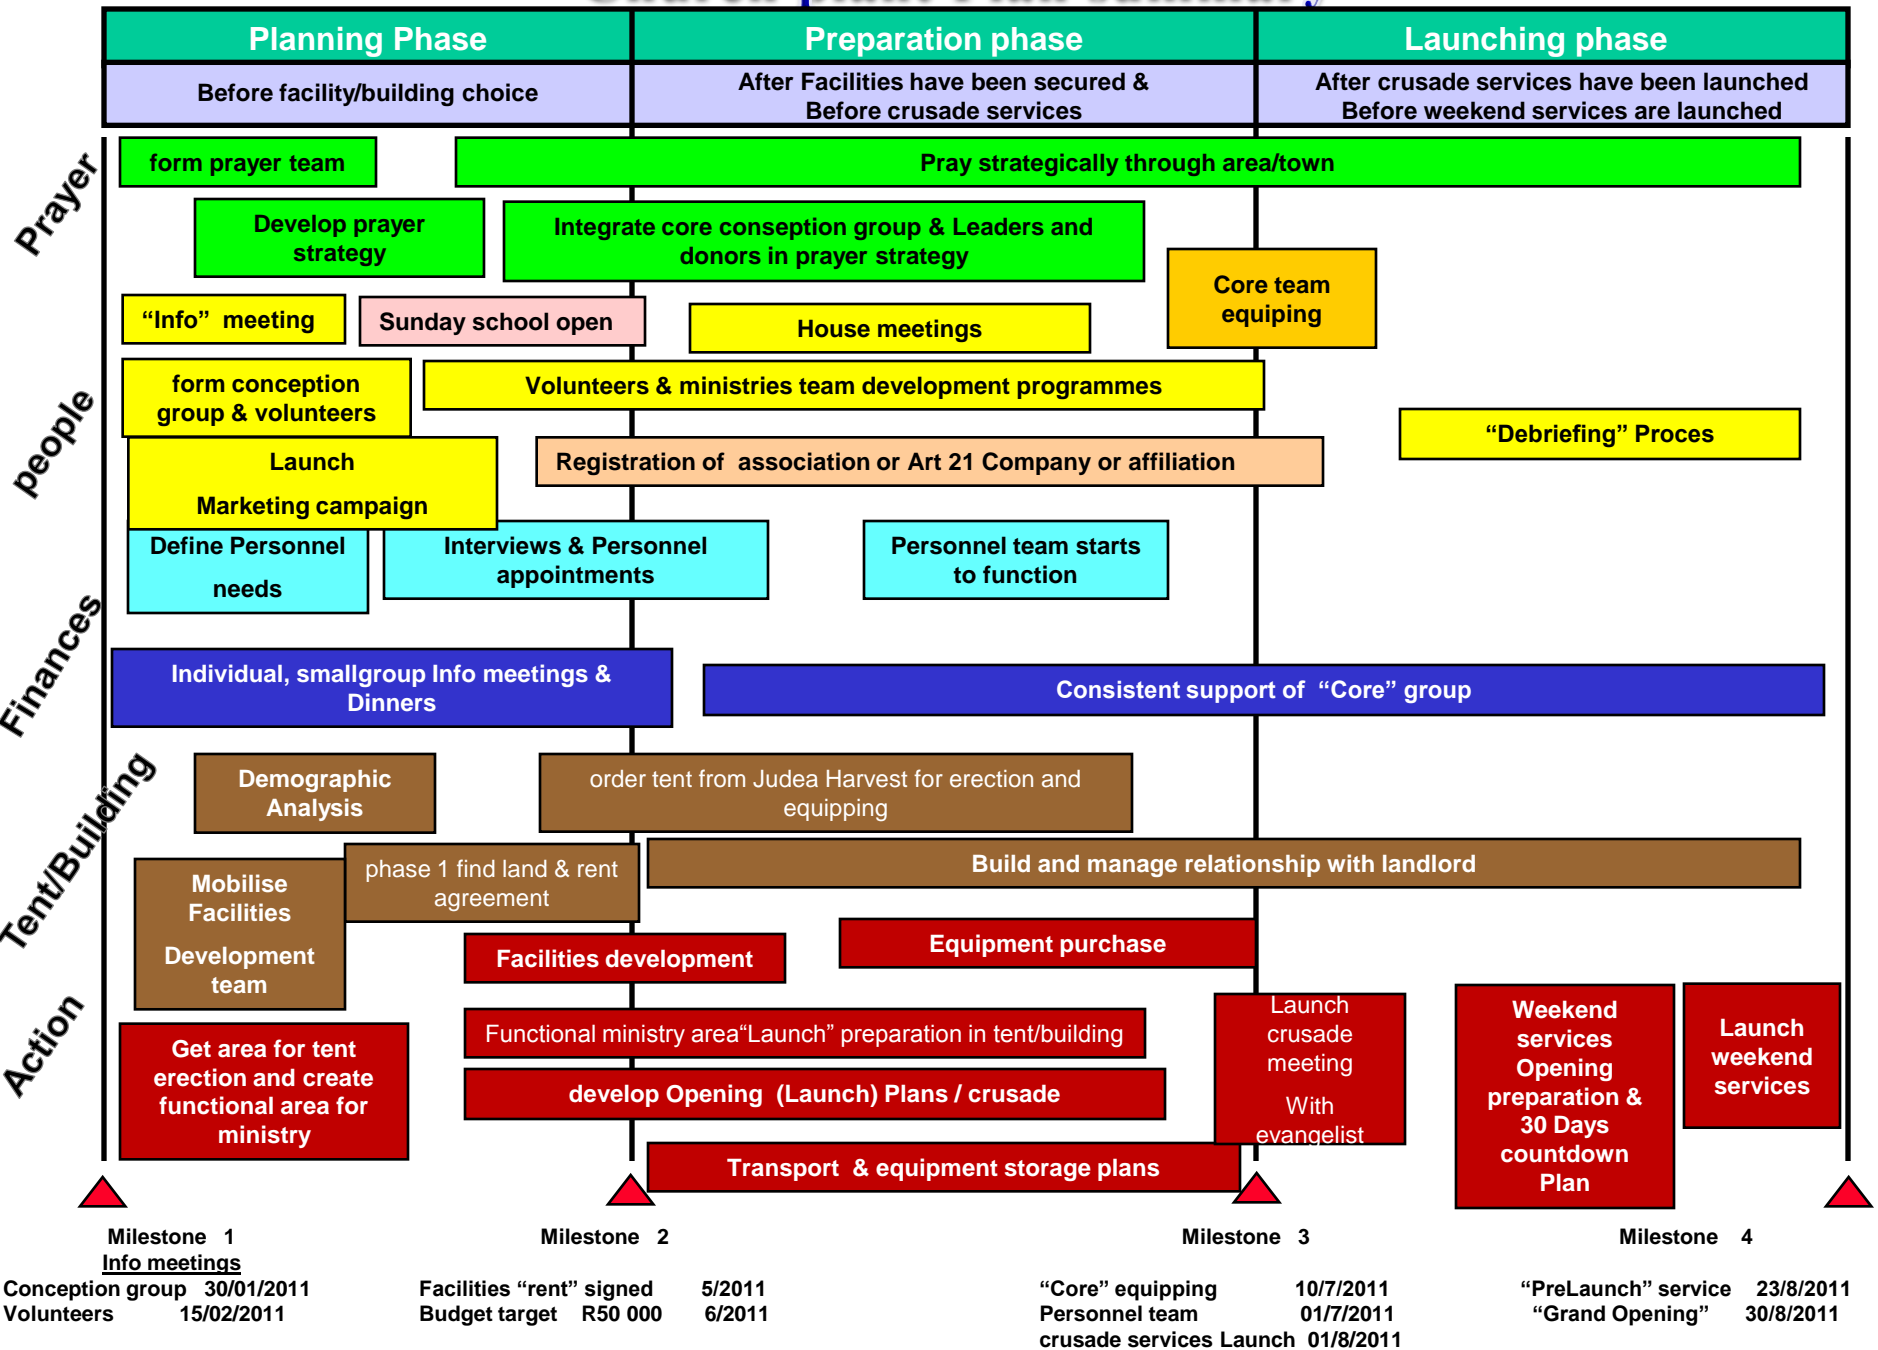 Planning Phase
Preparation phase
Launching phase
Before facility/building choice
After Facilities have been secured &
Before crusade services
After crusade services have been launched
Before weekend services are launched
Prayer
form prayer team
Pray strategically through area/town
Develop prayer
strategy
Integrate core conseption group & Leaders and
donors in prayer strategy
Core team
equiping
“Info” meeting
Sunday school open
House meetings
people
form conception
group & volunteers
Volunteers & ministries team development programmes
“Debriefing” Proces
Launch
Marketing campaign
Registration of association or Art 21 Company or affiliation
Define Personnel
needs
Interviews & Personnel
appointments
Personnel team starts
to function
Finances
Individual, smallgroup Info meetings &
Dinners
Consistent support of “Core” group
Tent/Building
Demographic
Analysis
order tent from Judea Harvest for erection and
equipping
Mobilise
Facilities
Development
team
phase 1 find land & rent
agreement
Build and manage relationship with landlord
Action
Facilities development
Equipment purchase
Get area for tent
erection and create
functional area for
ministry
Functional ministry area“Launch” preparation in tent/building
develop Opening (Launch) Plans / crusade
Transport & equipment storage plans
Launch
crusade
meeting
With
evangelist
Weekend
services
Opening
preparation &
30 Days
countdown
Plan
Launch
weekend
services
Milestone 1
Info meetings
Conception group 30/01/2011
Volunteers 15/02/2011
Milestone 2
Facilities “rent” signed 5/2011
Budget target R50 000 6/2011
Milestone 3
“Core” equipping 10/7/2011
Personnel team 01/7/2011
crusade services Launch 01/8/2011
Milestone 4
“PreLaunch” service 23/8/2011
“Grand Opening” 30/8/2011